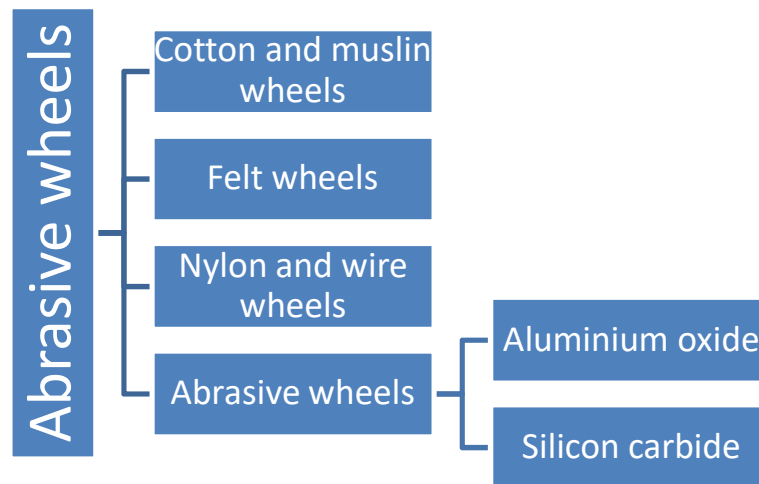 Abrasive wheels
Cotton and muslin
wheels
Felt wheels
Nylon and wire
wheels
Abrasive wheels
Aluminium oxide
Silicon carbide